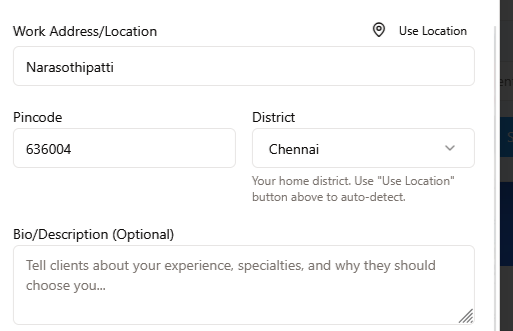 Work Address/Location
Use Location
Narasothipatti
Pincode
District
636004
Chennai
Your home district. Use "Use Location"
button above to auto-detect.
Bio/Description (Optional)
Tell clients about your experience, specialties, and why they should
choose you...